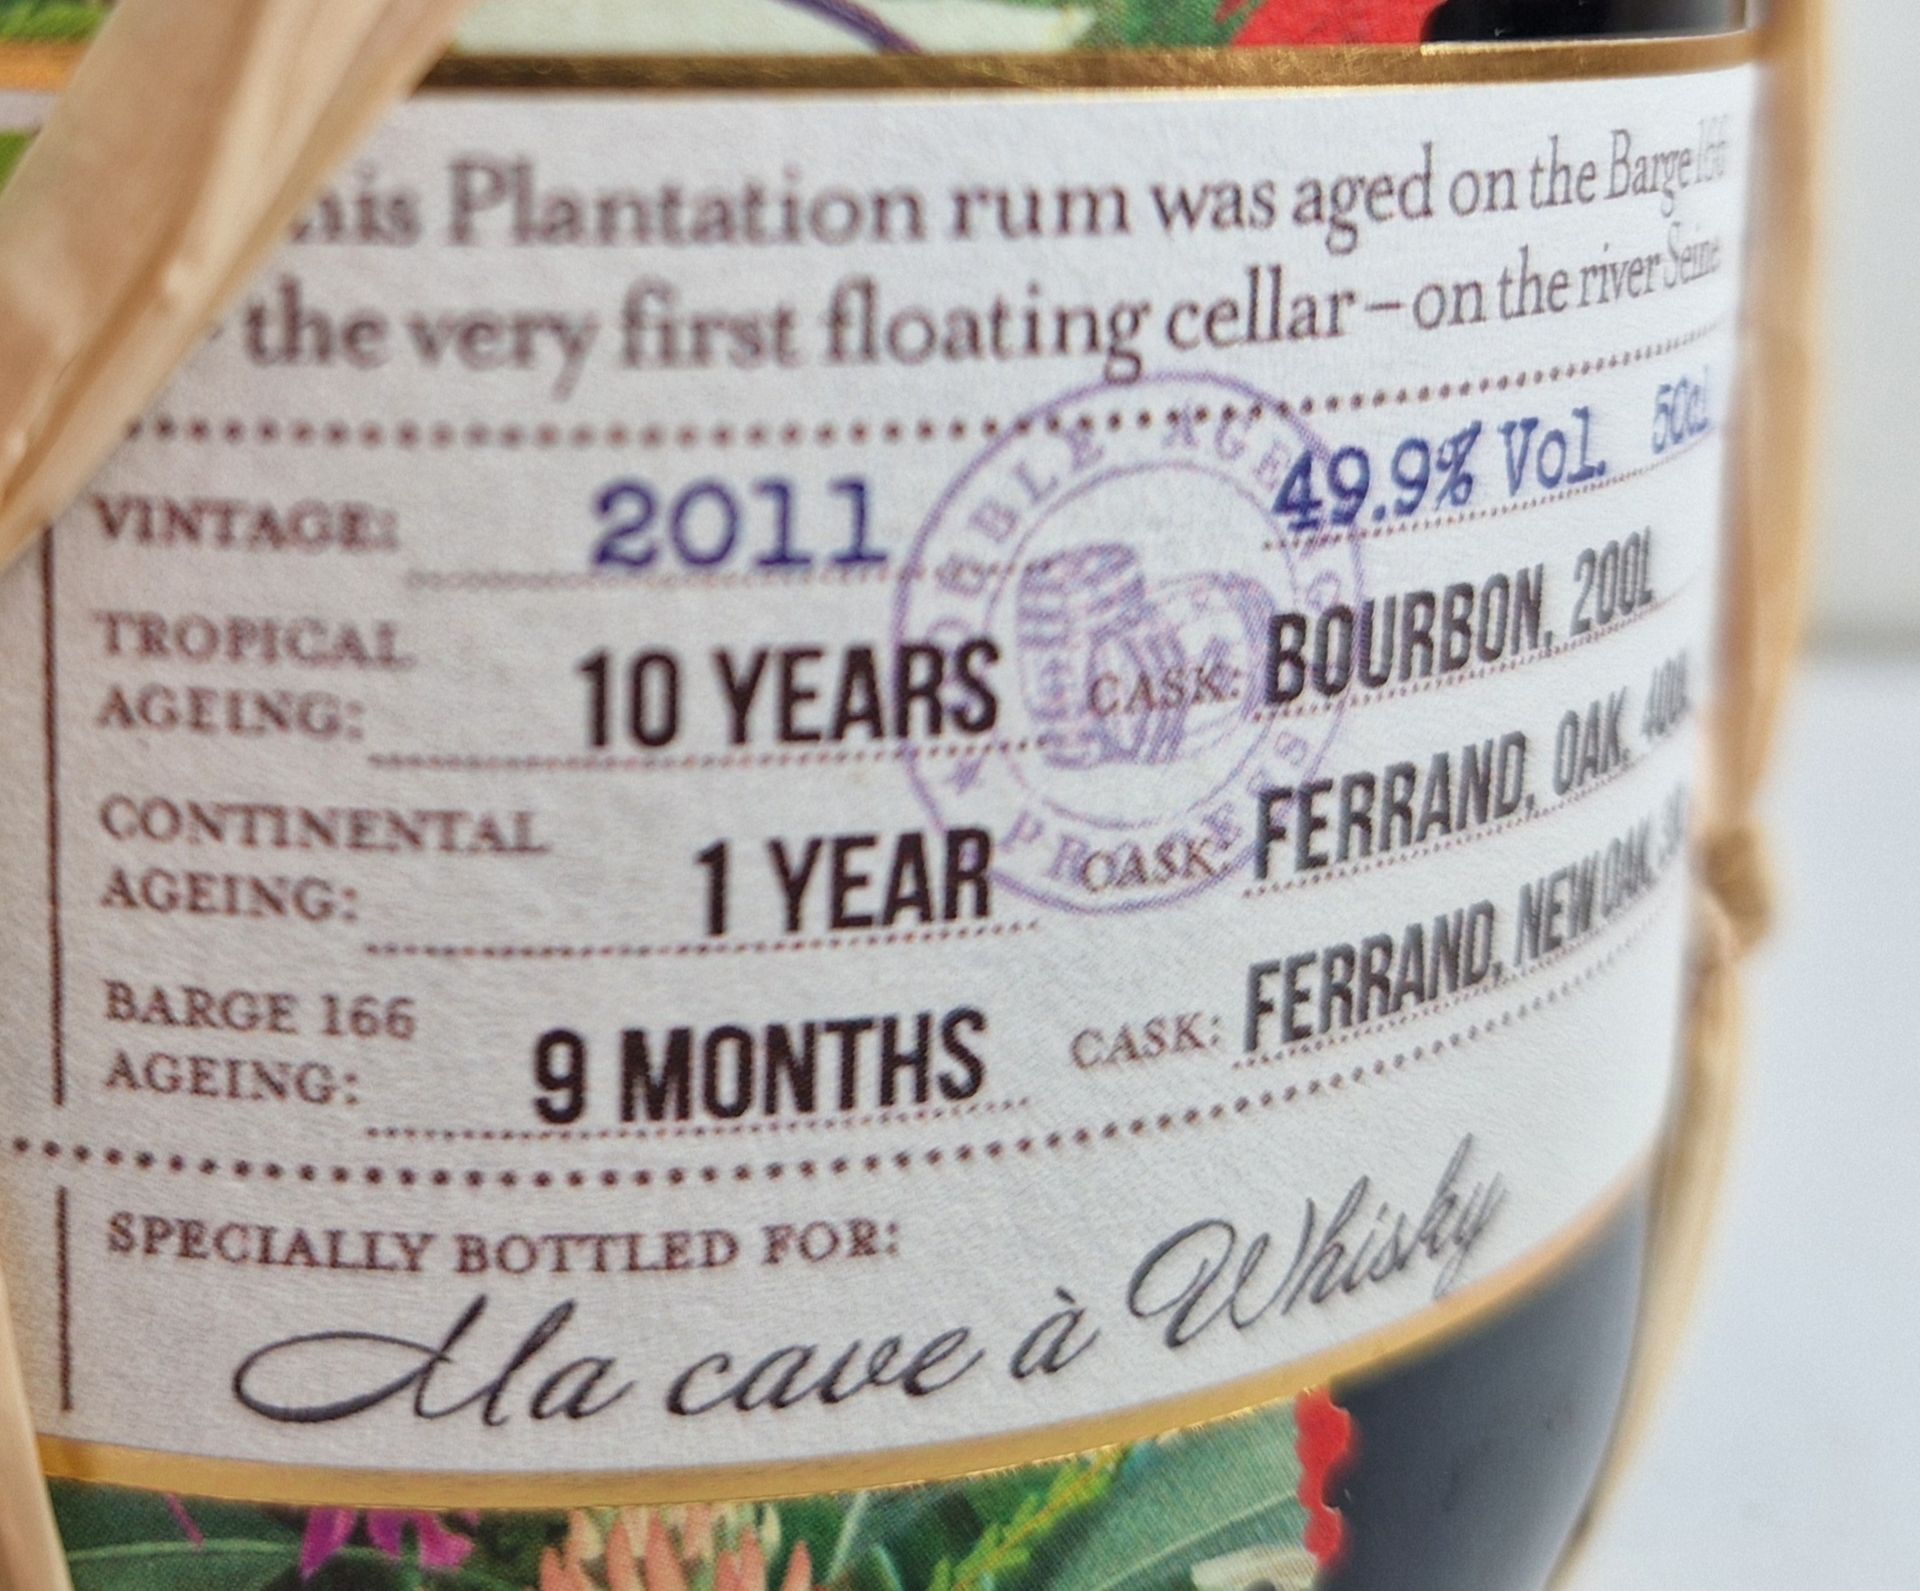 Plantation rum was aged on the Barge 166
the very first floating cellar – on the river Seine
VINTAGE: 2011 49.9% Vol. 50cl
TROPICAL
AGEING: 10 YEARS CASK: BOURBON, 200L
CONTINENTAL
AGEING: 1 YEAR CASK: FERRAND, OAK, 400L
BARGE 166
AGEING: 9 MONTHS CASK: FERRAND, NEW OAK,
SPECIALLY BOTTLED FOR:
Ma cave à Whisky
DOUBLE AGED